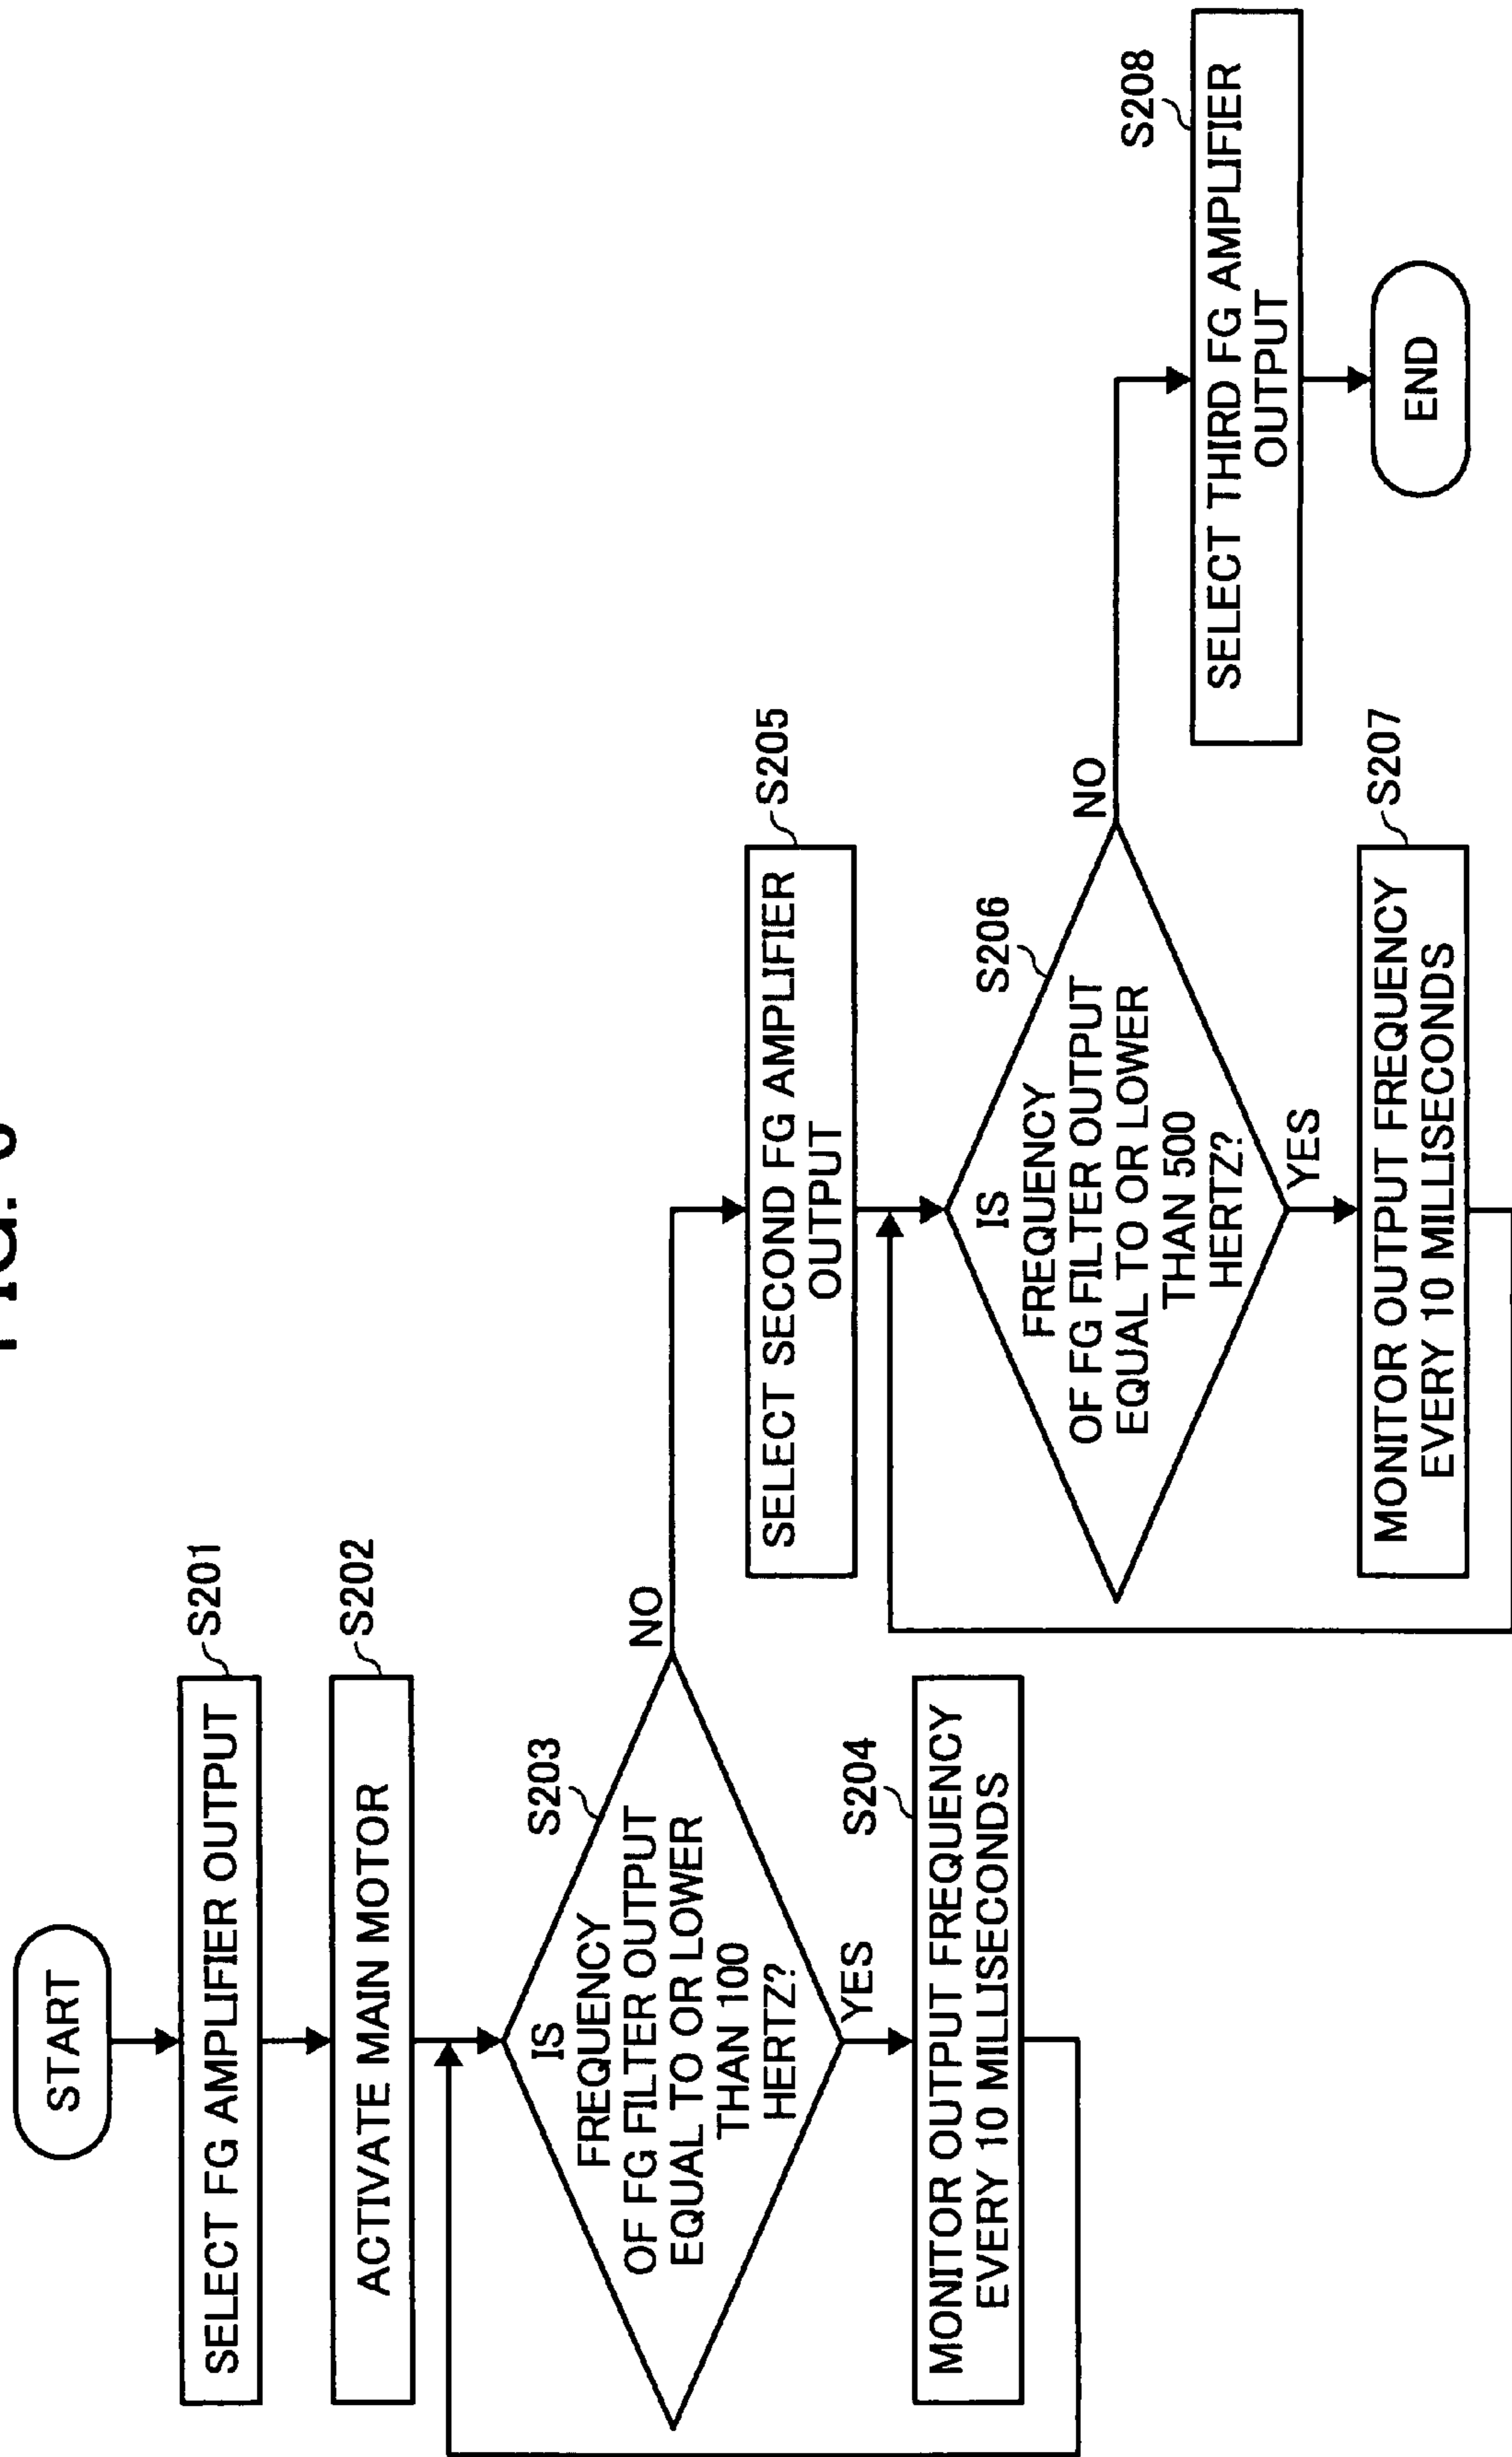 START
SELECT FG AMPLIFIER OUTPUT
S201
ACTIVATE MAIN MOTOR
S202
IS
FREQUENCY
OF FG FILTER OUTPUT
EQUAL TO OR LOWER
THAN 100
HERTZ?
S203
NO
YES
MONITOR OUTPUT FREQUENCY
EVERY 10 MILLISECONDS
S204
SELECT SECOND FG AMPLIFIER
OUTPUT
S205
IS
FREQUENCY
OF FG FILTER OUTPUT
EQUAL TO OR LOWER
THAN 500
HERTZ?
S206
NO
YES
MONITOR OUTPUT FREQUENCY
EVERY 10 MILLISECONDS
S207
SELECT THIRD FG AMPLIFIER
OUTPUT
S208
END